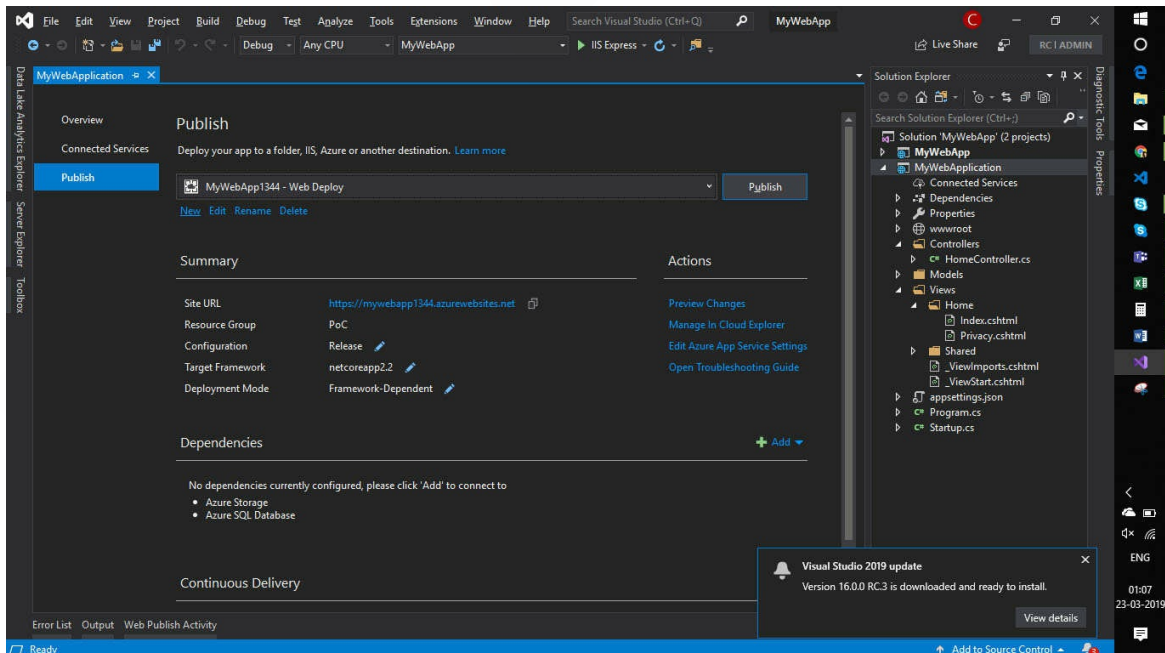 File Edit View Project Build Debug Test Analyze Tools Extensions Window Help Search Visual Studio (Ctrl+Q) MyWebApp C
Debug Any CPU MyWebApp IIS Express Live Share RC1 ADMIN
Data Lake Analytics Explorer
Server Explorer
Toolbox
MyWebApplication
Overview
Connected Services
Publish
Publish
Deploy your app to a folder, IIS, Azure or another destination. Learn more
MyWebApp1344 - Web Deploy
Publish
New Edit Rename Delete
Summary
Site URL https://mywebapp1344.azurewebsites.net
Resource Group PoC
Configuration Release
Target Framework netcoreapp2.2
Deployment Mode Framework-Dependent
Actions
Preview Changes
Manage In Cloud Explorer
Edit Azure App Service Settings
Open Troubleshooting Guide
Dependencies
Add
No dependencies currently configured, please click 'Add' to connect to
• Azure Storage
• Azure SQL Database
Continuous Delivery
Solution Explorer
Search Solution Explorer (Ctrl+;)
Solution 'MyWebApp' (2 projects)
MyWebApp
MyWebApplication
Connected Services
Dependencies
Properties
wwwroot
Controllers
C# HomeController.cs
Models
Views
Home
Index.cshtml
Privacy.cshtml
Shared
_ViewImports.cshtml
_ViewStart.cshtml
appsettings.json
C# Program.cs
C# Startup.cs
Diagnostic Tools
Properties
Visual Studio 2019 update
Version 16.0.0 RC.3 is downloaded and ready to install.
View details
Error List Output Web Publish Activity
Ready
Add to Source Control
ENG
01:07
23-03-2019